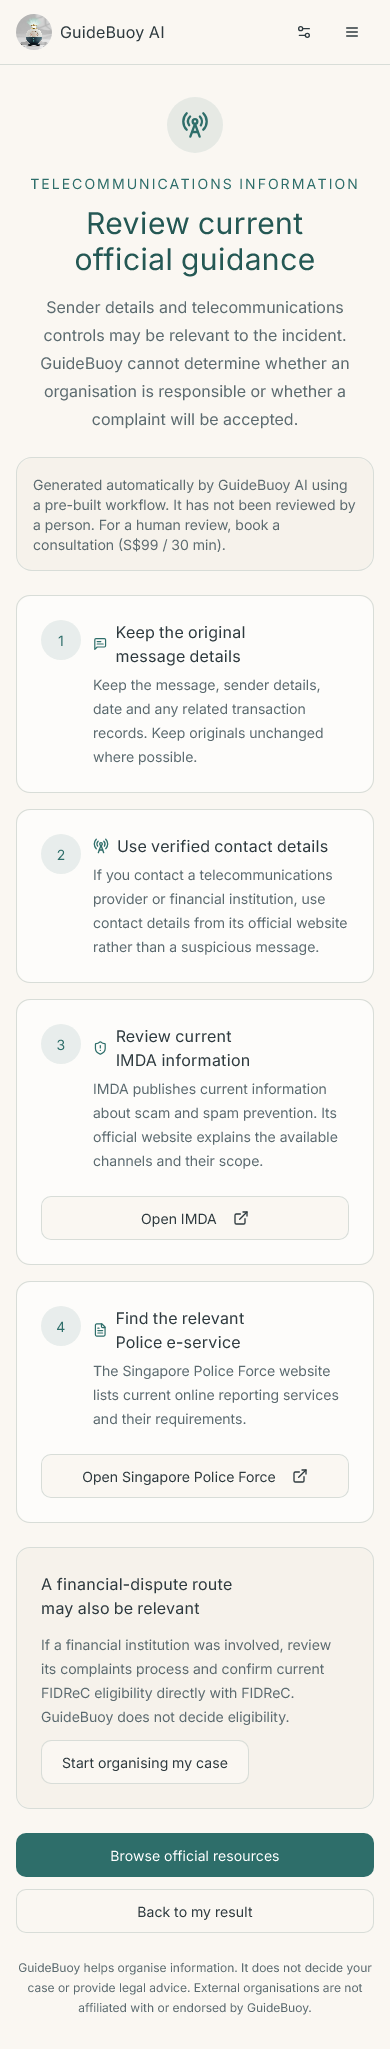 GuideBuoy AI
TELECOMMUNICATIONS INFORMATION
Review current
official guidance
Sender details and telecommunications
controls may be relevant to the incident.
GuideBuoy cannot determine whether an
organisation is responsible or whether a
complaint will be accepted.
Generated automatically by GuideBuoy AI using
a pre-built workflow. It has not been reviewed by
a person. For a human review, book a
consultation (S$99 / 30 min).
1
Keep the original
message details
Keep the message, sender details,
date and any related transaction
records. Keep originals unchanged
where possible.
2
Use verified contact details
If you contact a telecommunications
provider or financial institution, use
contact details from its official website
rather than a suspicious message.
3
Review current
IMDA information
IMDA publishes current information
about scam and spam prevention. Its
official website explains the available
channels and their scope.
Open IMDA
4
Find the relevant
Police e-service
The Singapore Police Force website
lists current online reporting services
and their requirements.
Open Singapore Police Force
A financial-dispute route
may also be relevant
If a financial institution was involved, review
its complaints process and confirm current
FIDReC eligibility directly with FIDReC.
GuideBuoy does not decide eligibility.
Start organising my case
Browse official resources
Back to my result
GuideBuoy helps organise information. It does not decide your
case or provide legal advice. External organisations are not
affiliated with or endorsed by GuideBuoy.